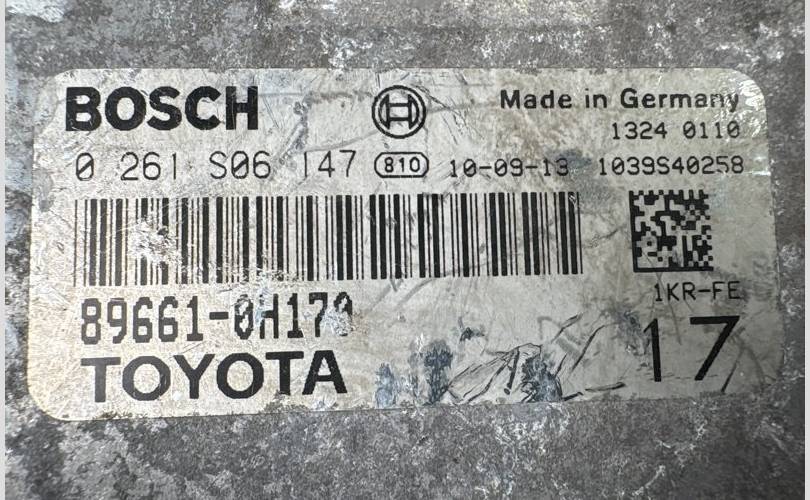 BOSCH Made in Germany
1324 0110
0 261 S06 147 810 10-09-13 1039S40258
1KR-FE
89661-0H170
17
TOYOTA